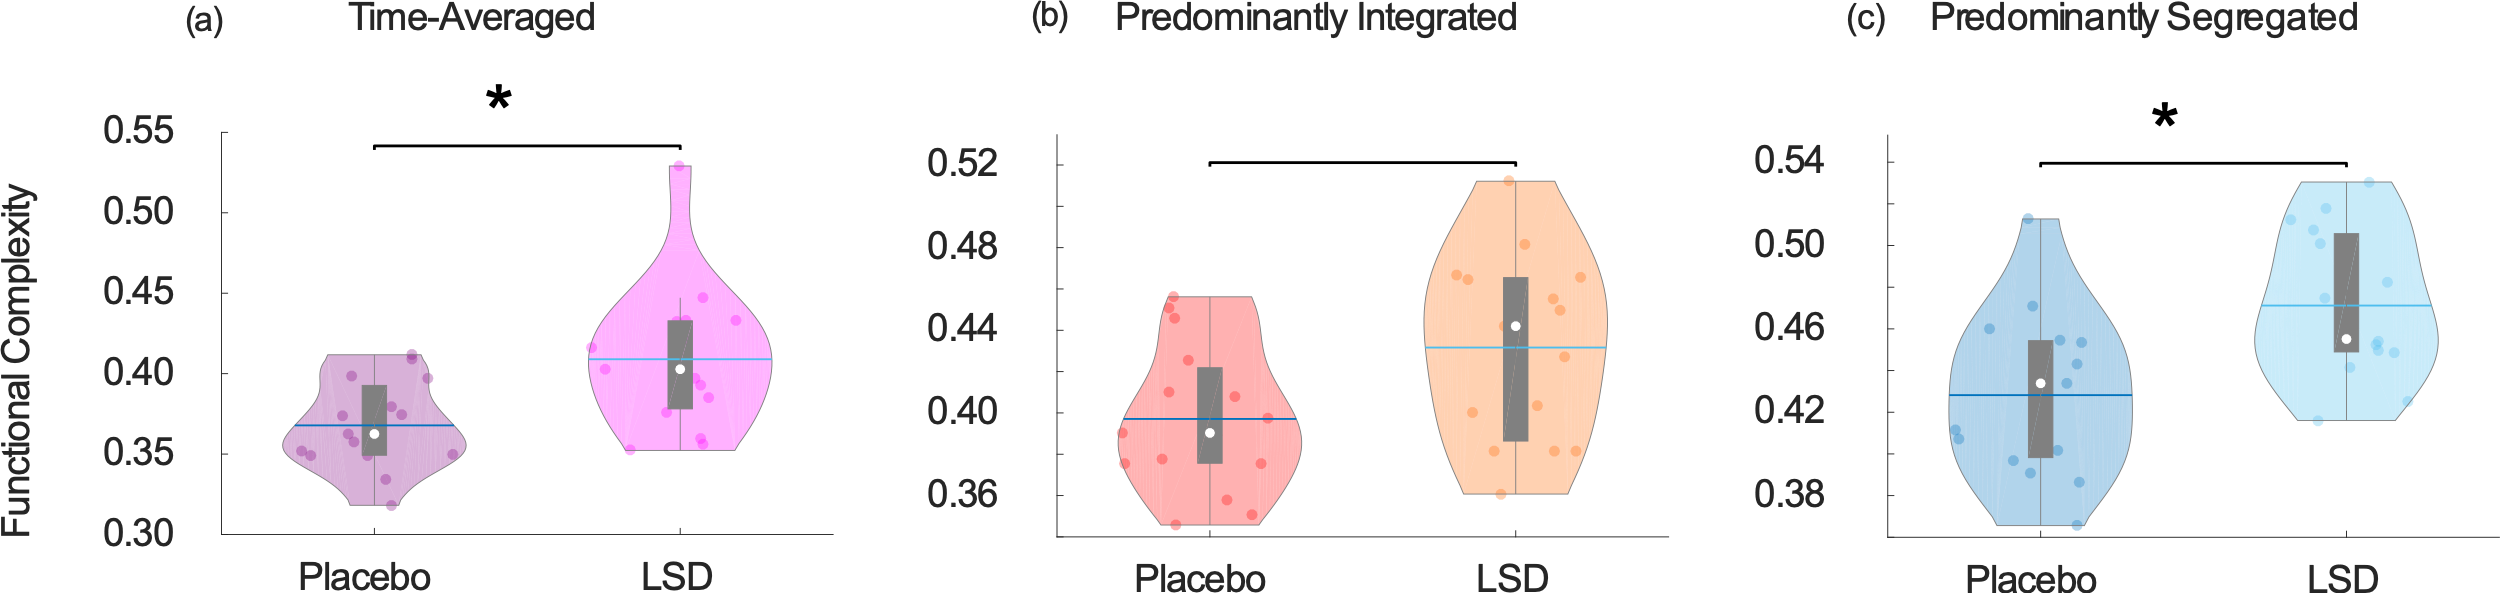 (a) Time-Averaged
(b) Predominantly Integrated
(c) Predominantly Segregated
Functional Complexity
*
0.55
0.50
0.45
0.40
0.35
0.30
Placebo LSD
0.52
0.48
0.44
0.40
0.36
Placebo LSD
*
0.54
0.50
0.46
0.42
0.38
Placebo LSD